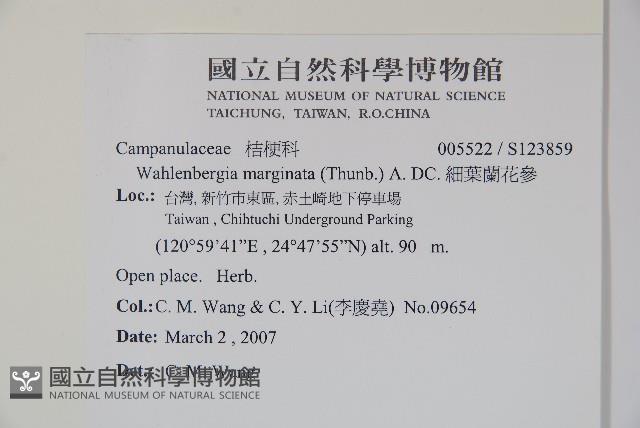 國立自然科學博物館
NATIONAL MUSEUM OF NATURAL SCIENCE
TAICHUNG, TAIWAN, R.O.CHINA
Campanulaceae 桔梗科 005522 / S123859
Wahlenbergia marginata (Thunb.) A. DC. 細葉蘭花參
Loc.: 台灣, 新竹市東區, 赤土崎地下停車場
Taiwan , Chihtuchi Underground Parking
(120°59'41”E , 24°47'55”N) alt. 90 m.
Open place. Herb.
Col.: C. M. Wang & C. Y. Li(李慶堯) No.09654
Date: March 2 , 2007
Det.: C. M. Wang
國立自然科學博物館
NATIONAL MUSEUM OF NATURAL SCIENCE